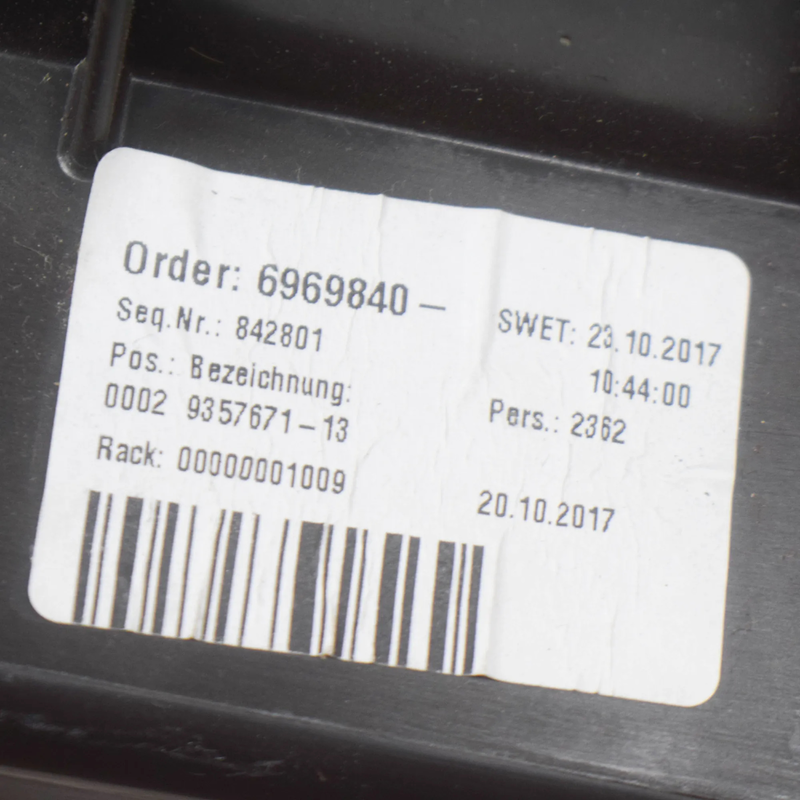 Order: 6969840 –
Seq.Nr.: 842801
Pos.: Bezeichnung:
0002 9357671-13
Rack: 00000001009
SWET: 23.10.2017
10:44:00
Pers.: 2362
20.10.2017